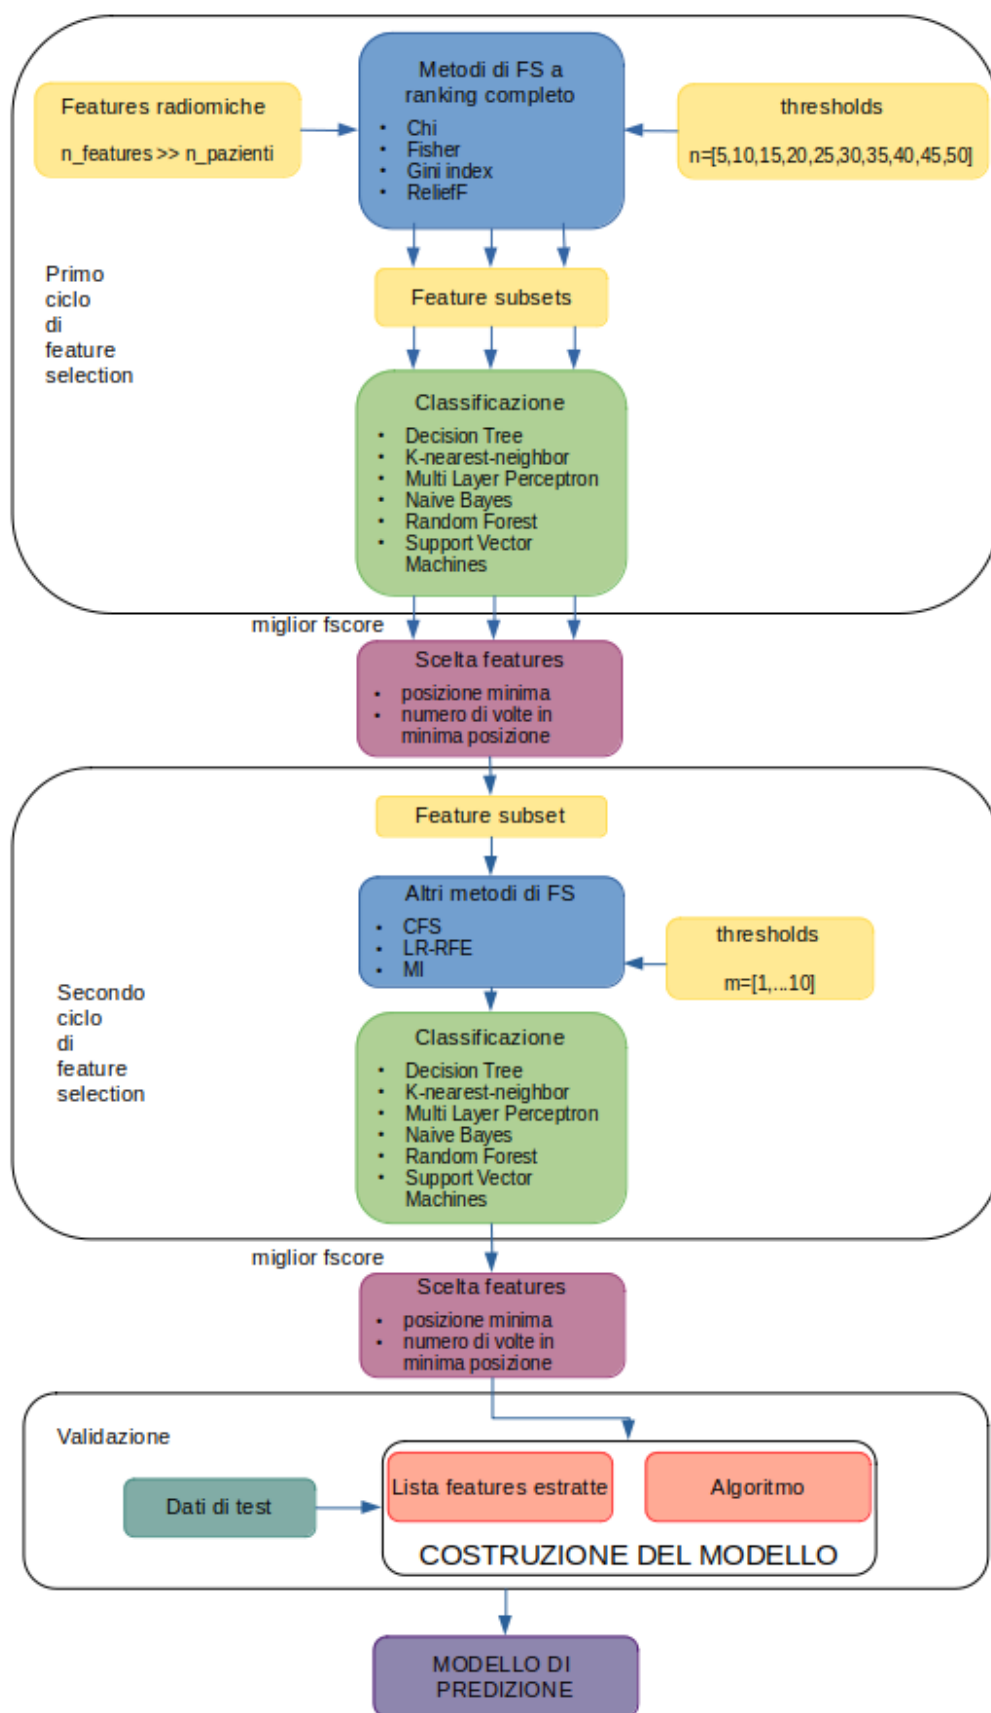 Metodi di FS a
ranking completo
• Chi
• Fisher
• Gini index
• ReliefF
Features radiomiche
n_features >> n_pazienti
thresholds
n=[5,10,15,20,25,30,35,40,45,50]
Primo
ciclo
di
feature
selection
Feature subsets
Classificazione
• Decision Tree
• K-nearest-neighbor
• Multi Layer Perceptron
• Naive Bayes
• Random Forest
• Support Vector
Machines
miglior fscore
Scelta features
• posizione minima
• numero di volte in
minima posizione
Feature subset
Altri metodi di FS
• CFS
• LR-RFE
• MI
thresholds
m=[1,...10]
Secondo
ciclo
di
feature
selection
Classificazione
• Decision Tree
• K-nearest-neighbor
• Multi Layer Perceptron
• Naive Bayes
• Random Forest
• Support Vector
Machines
miglior fscore
Scelta features
• posizione minima
• numero di volte in
minima posizione
Validazione
Dati di test
Lista features estratte
Algoritmo
COSTRUZIONE DEL MODELLO
MODELLO DI
PREDIZIONE